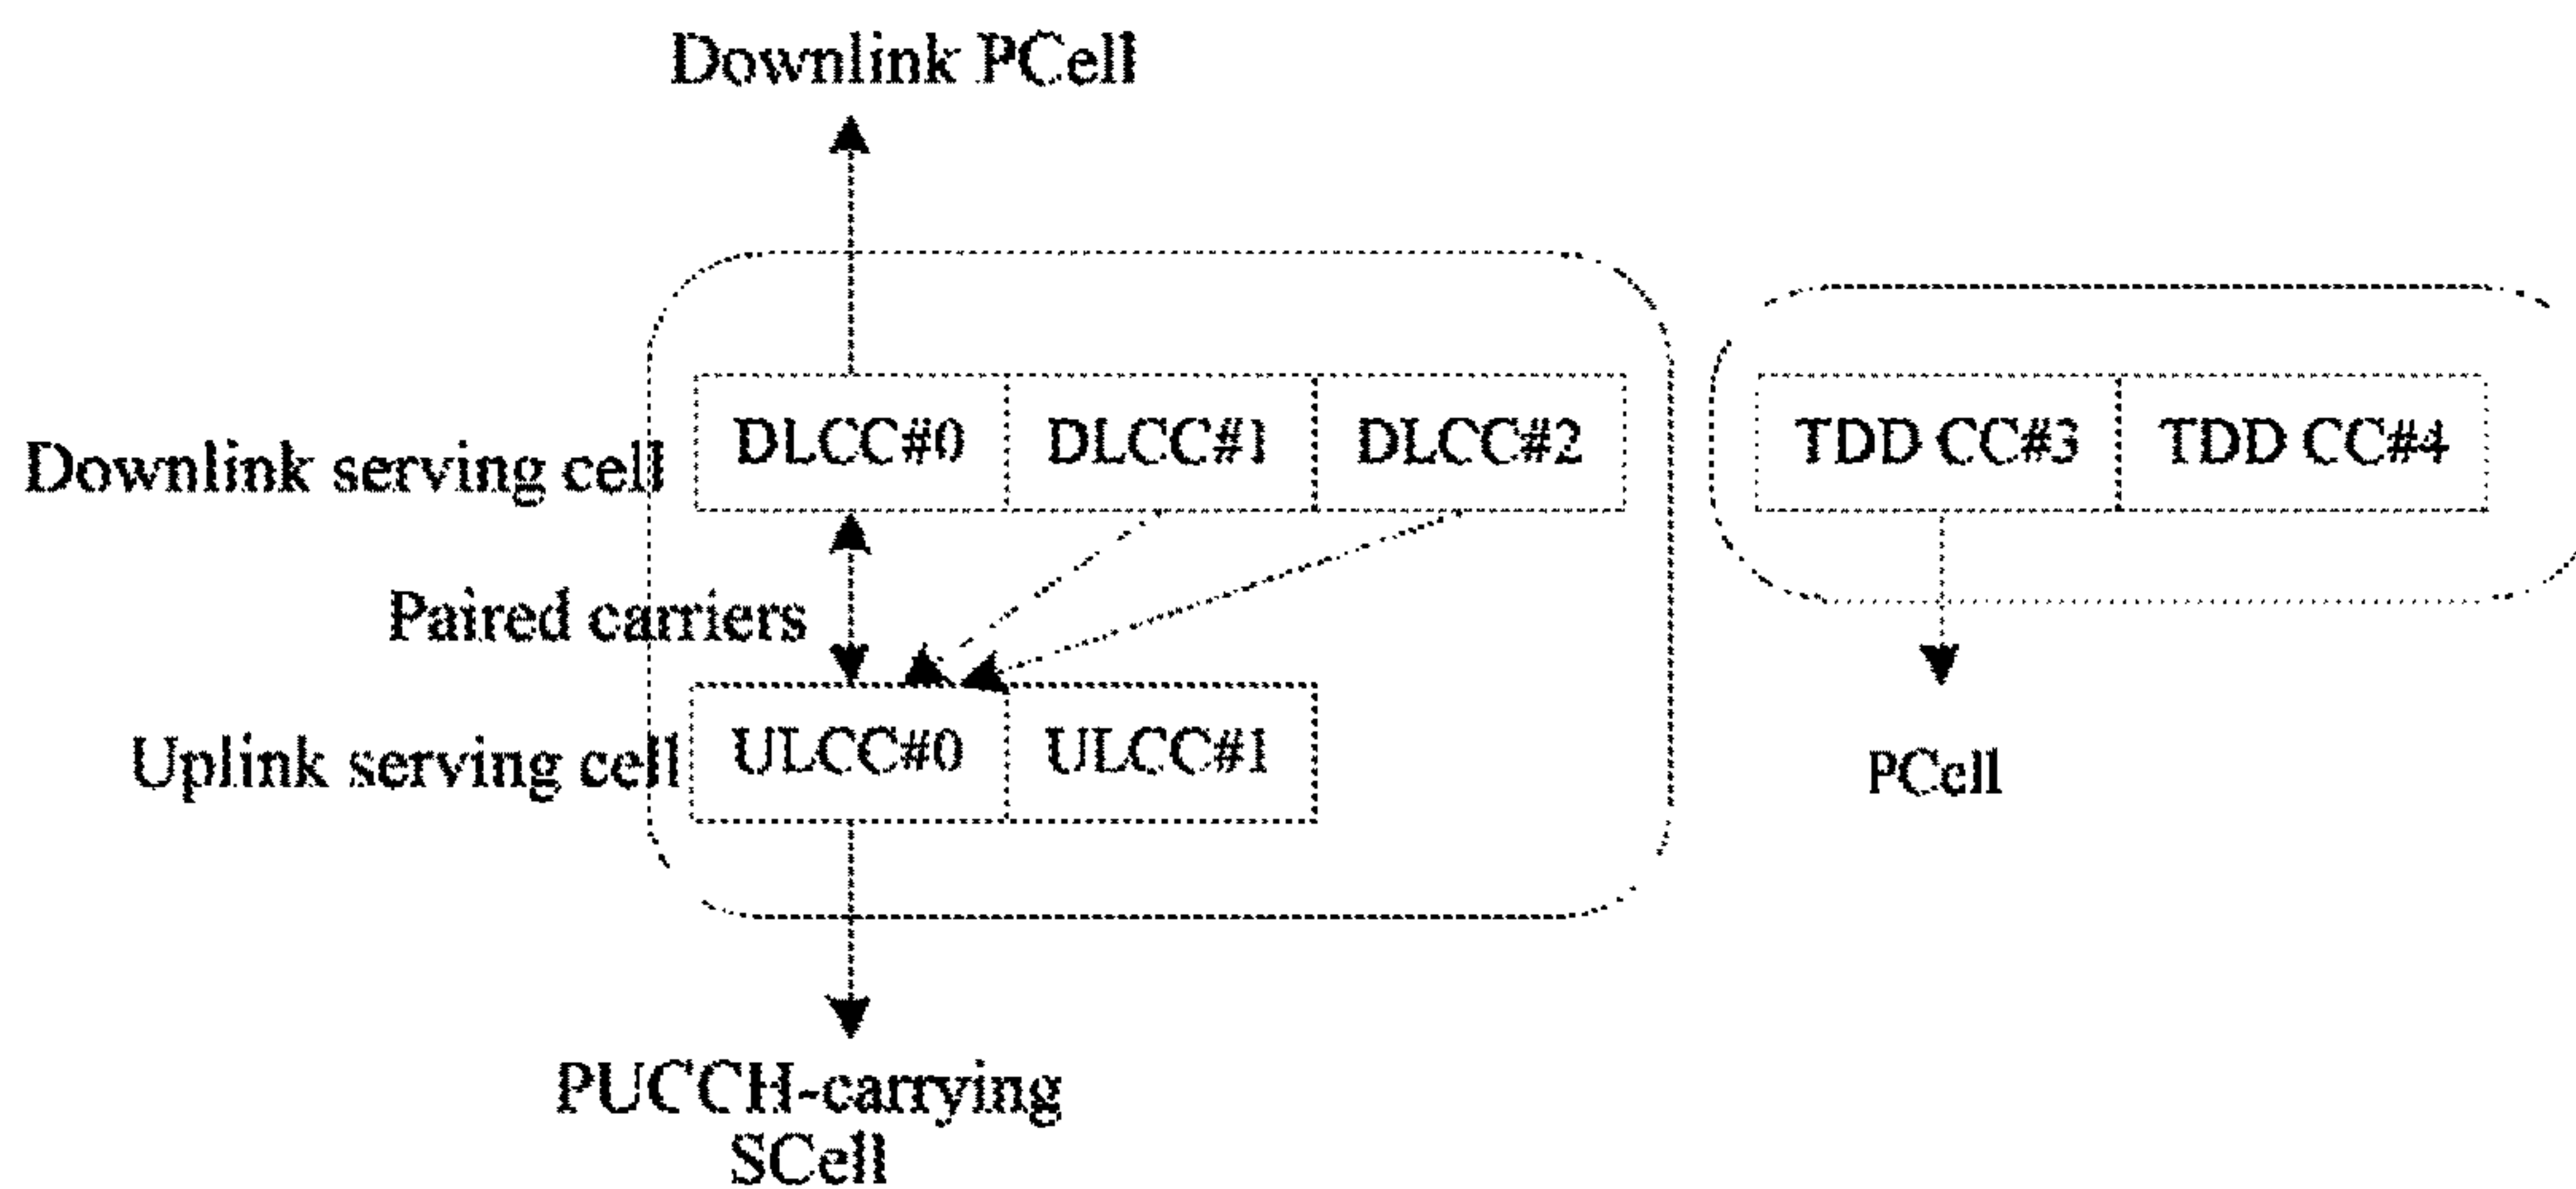 Downlink PCell
Downlink serving cell
DLCC#0
DLCC#1
DLCC#2
TDD CC#3
TDD CC#4
Paired carriers
Uplink serving cell
ULCC#0
ULCC#1
PCell
PUCCH-carrying
SCell